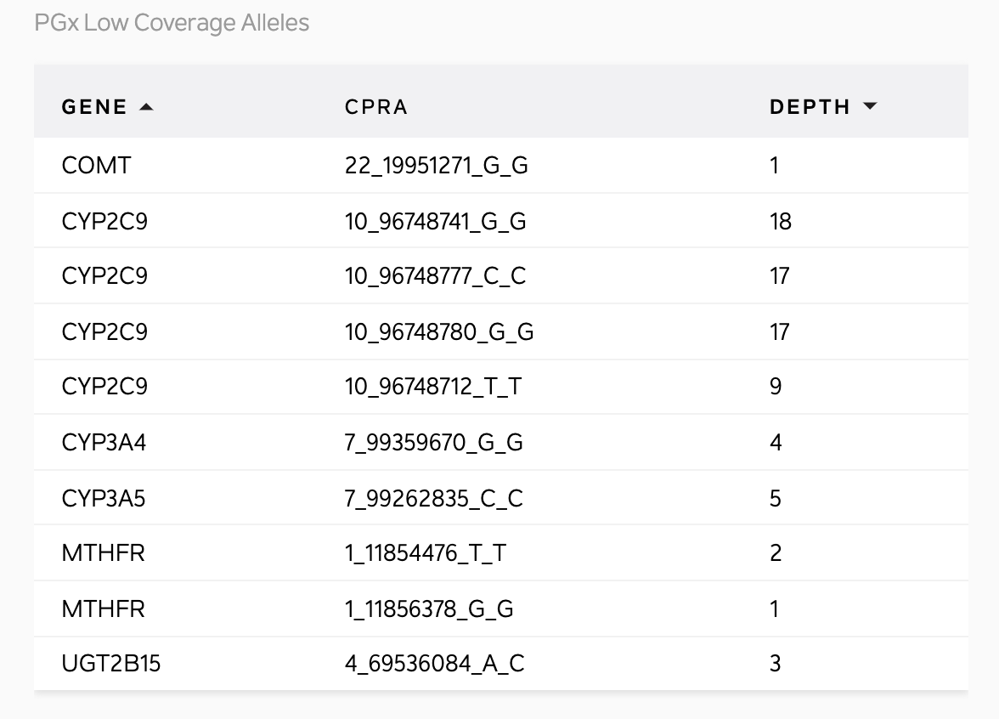 PGx Low Coverage Alleles
GENE ▲ CPRA DEPTH ▼
COMT 22_19951271_G_G 1
CYP2C9 10_96748741_G_G 18
CYP2C9 10_96748777_C_C 17
CYP2C9 10_96748780_G_G 17
CYP2C9 10_96748712_T_T 9
CYP3A4 7_99359670_G_G 4
CYP3A5 7_99262835_C_C 5
MTHFR 1_11854476_T_T 2
MTHFR 1_11856378_G_G 1
UGT2B15 4_69536084_A_C 3